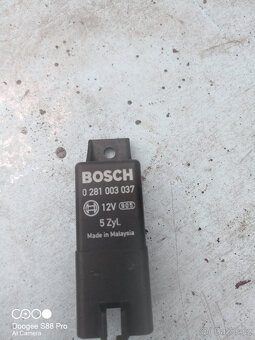 BOSCH
0 281 003 037
12V
5 Zyl.
Made in Malaysia
Doogee S88 Pro
AI Camera